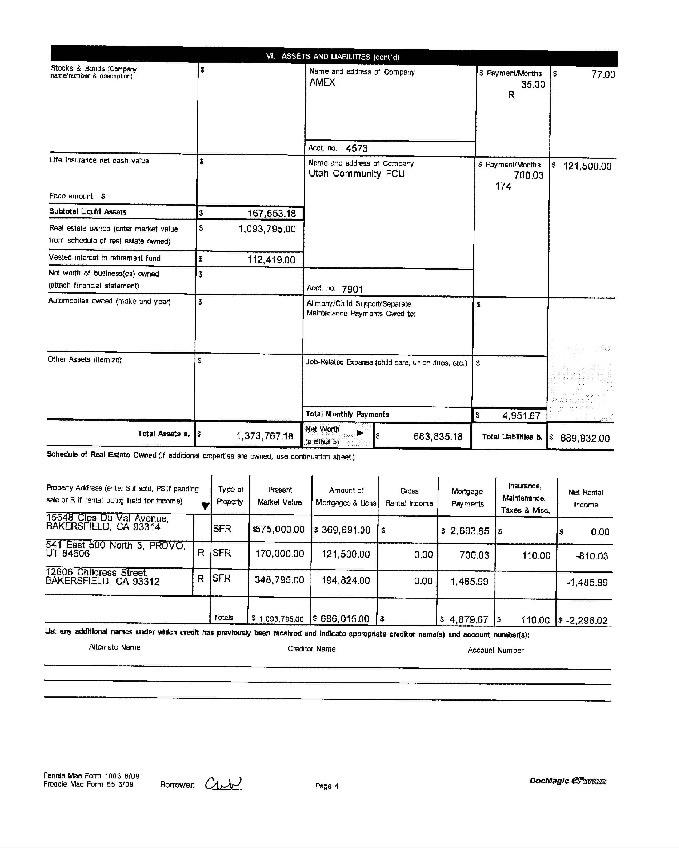 VI. ASSETS AND LIABILITIES (cont'd)
Stocks & Bonds (Company
name/number & description)
$
Name and address of Company
AMEX
$ Payment/Months
35.00
R
$ 77.00
Acct. no. 4573
Life insurance net cash value
$
Face amount $
Name and address of Company
Utah Community FCU
$ Payment/Months
700.03
174
$ 121,500.00
Subtotal Liquid Assets
$ 167,553.18
Real estate owned (enter market value
from schedule of real estate owned)
$ 1,093,795.00
Vested interest in retirement fund
$ 112,419.00
Net worth of business(es) owned
(attach financial statement)
$
Acct. no. 7901
Automobiles owned (make and year)
$
Alimony/Child Support/Separate
Maintenance Payments Owed to:
$
Other Assets (itemize)
$
Job-Related Expense (child care, union dues, etc.)
$
Total Monthly Payments
$ 4,951.67
Total Assets a.
$ 1,373,767.18
Net Worth
(a minus b)
$ 683,835.18
Total Liabilities b.
$ 689,932.00
Schedule of Real Estate Owned (if additional properties are owned, use continuation sheet)
Property Address (enter S if sold, PS if pending
sale or R if rental being held for income)
Type of
Property
Present
Market Value
Amount of
Mortgages & Liens
Gross
Rental Income
Mortgage
Payments
Insurance,
Maintenance,
Taxes & Misc.
Net Rental
Income
15548 Clos Du Val Avenue,
BAKERSFIELD, CA 93314
SFR $575,000.00 $ 369,691.00 $ $ 2,693.65 $ $ 0.00
541 East 500 North 3, PROVO,
UT 84606
R SFR 170,000.00 121,500.00 0.00 700.03 110.00 -810.03
12606 Childress Street,
BAKERSFIELD, CA 93312
R SFR 348,795.00 194,824.00 0.00 1,485.99 -1,485.99
Totals $ 1,093,795.00 $ 686,015.00 $ $ 4,879.67 $ 110.00 $ -2,296.02
List any additional names under which credit has previously been received and indicate appropriate creditor name(s) and account number(s):
Alternate Name
Creditor Name
Account Number
Fannie Mae Form 1003 6/09
Freddie Mac Form 65 6/09
Borrower:
Page 4
DocMagic